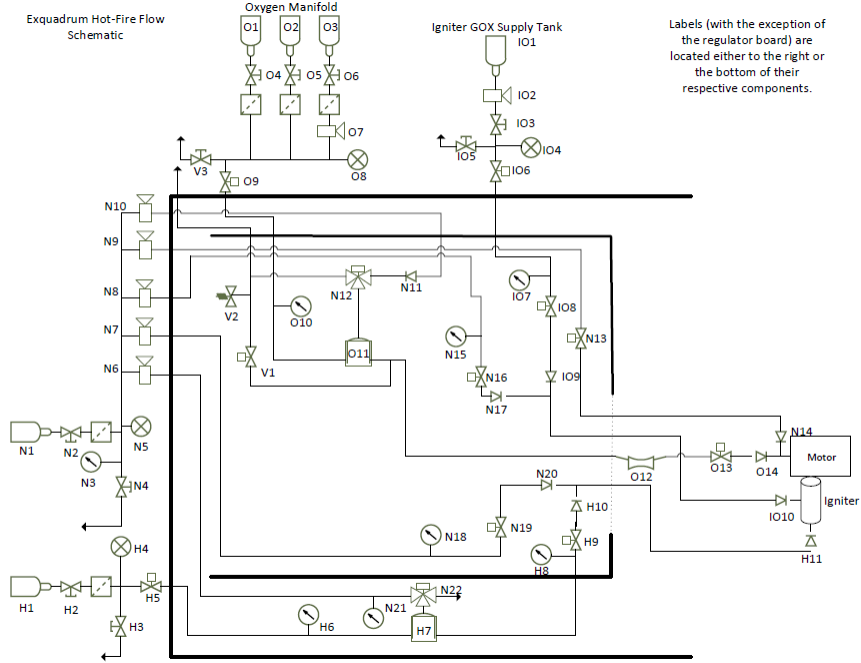 Exquadrum Hot-Fire Flow
Schematic
Oxygen Manifold
O1
O2
O3
O4
O5
O6
O7
O8
V3
O9
Igniter GOX Supply Tank
IO1
IO2
IO3
IO4
IO5
IO6
Labels (with the exception of
the regulator board) are
located either to the right or
the bottom of their
respective components.
N10
N9
N8
N7
N6
N12
N11
V2
O10
O11
V1
IO7
IO8
N13
N15
N16
IO9
N17
N1
N2
N5
N3
N4
N14
Motor
O12
O13
O14
IO10
Igniter
H11
N20
H10
N19
N18
H9
H8
H4
H1
H2
H5
H3
N22
N21
H6
H7